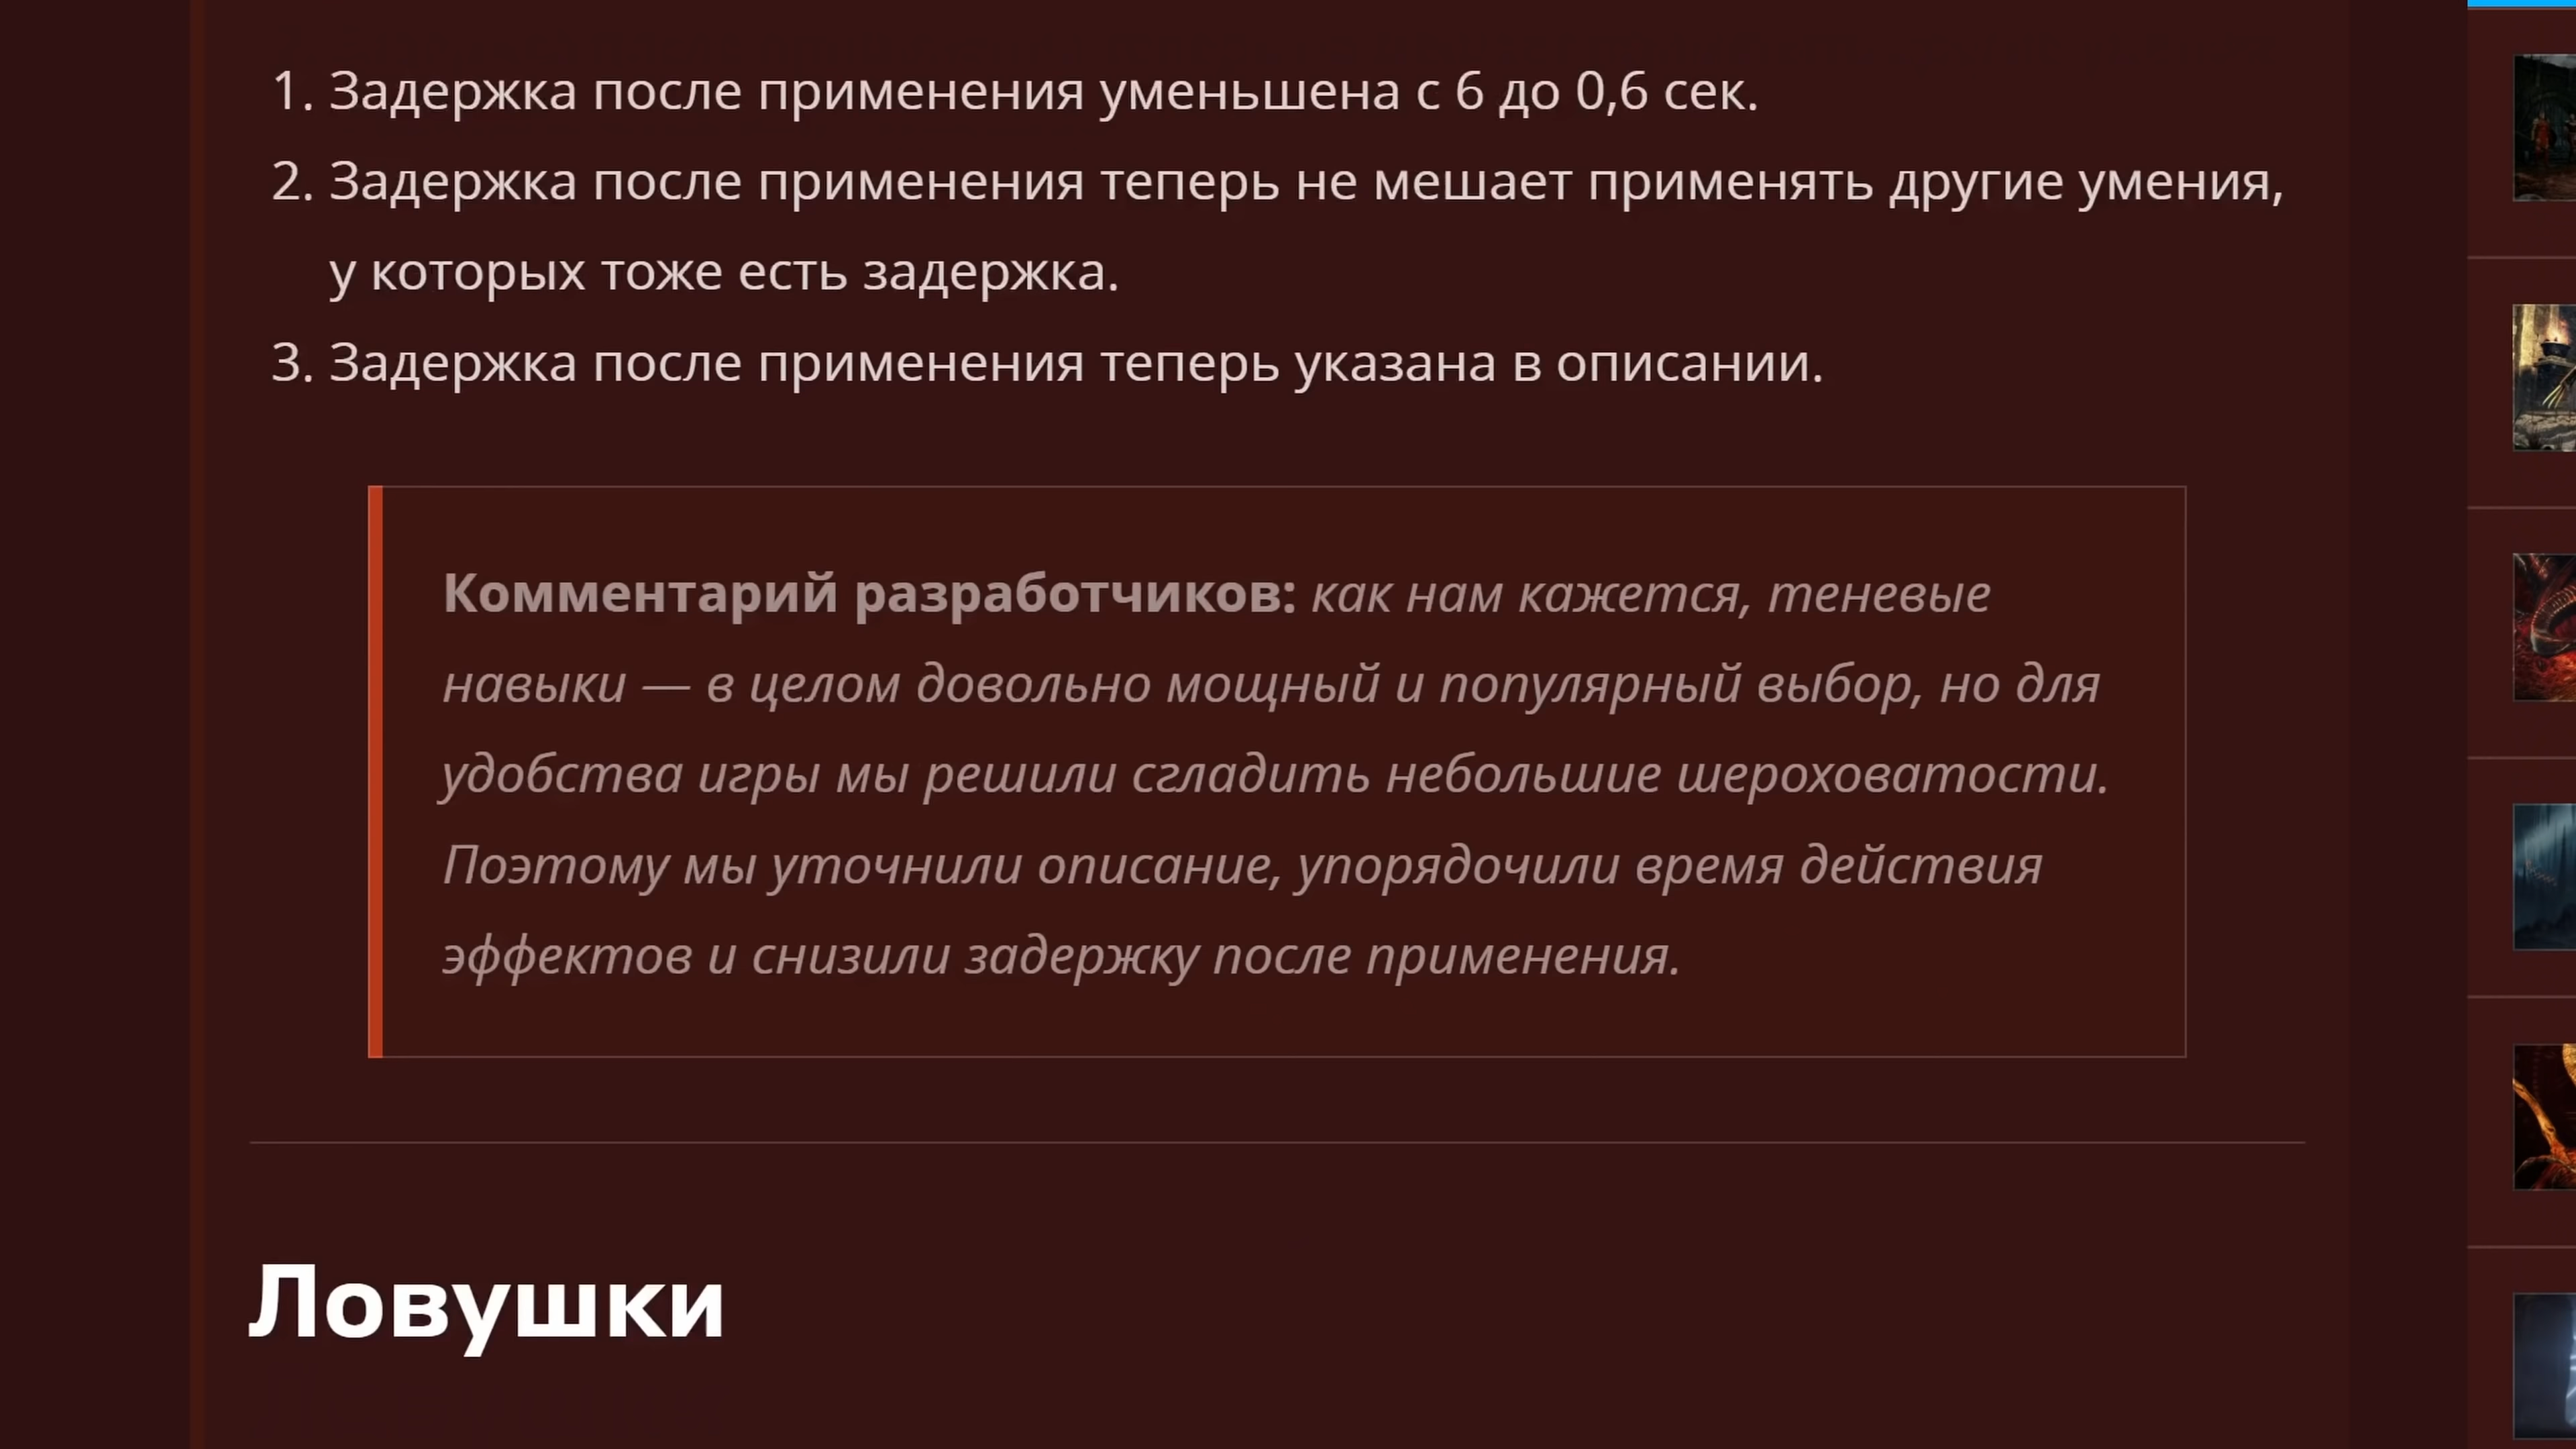 1. Задержка после применения уменьшена с 6 до 0,6 сек.
2. Задержка после применения теперь не мешает применять другие умения,
у которых тоже есть задержка.
3. Задержка после применения теперь указана в описании.
Комментарий разработчиков: как нам кажется, теневые
навыки — в целом довольно мощный и популярный выбор, но для
удобства игры мы решили сгладить небольшие шероховатости.
Поэтому мы уточнили описание, упорядочили время действия
эффектов и снизили задержку после применения.
Ловушки